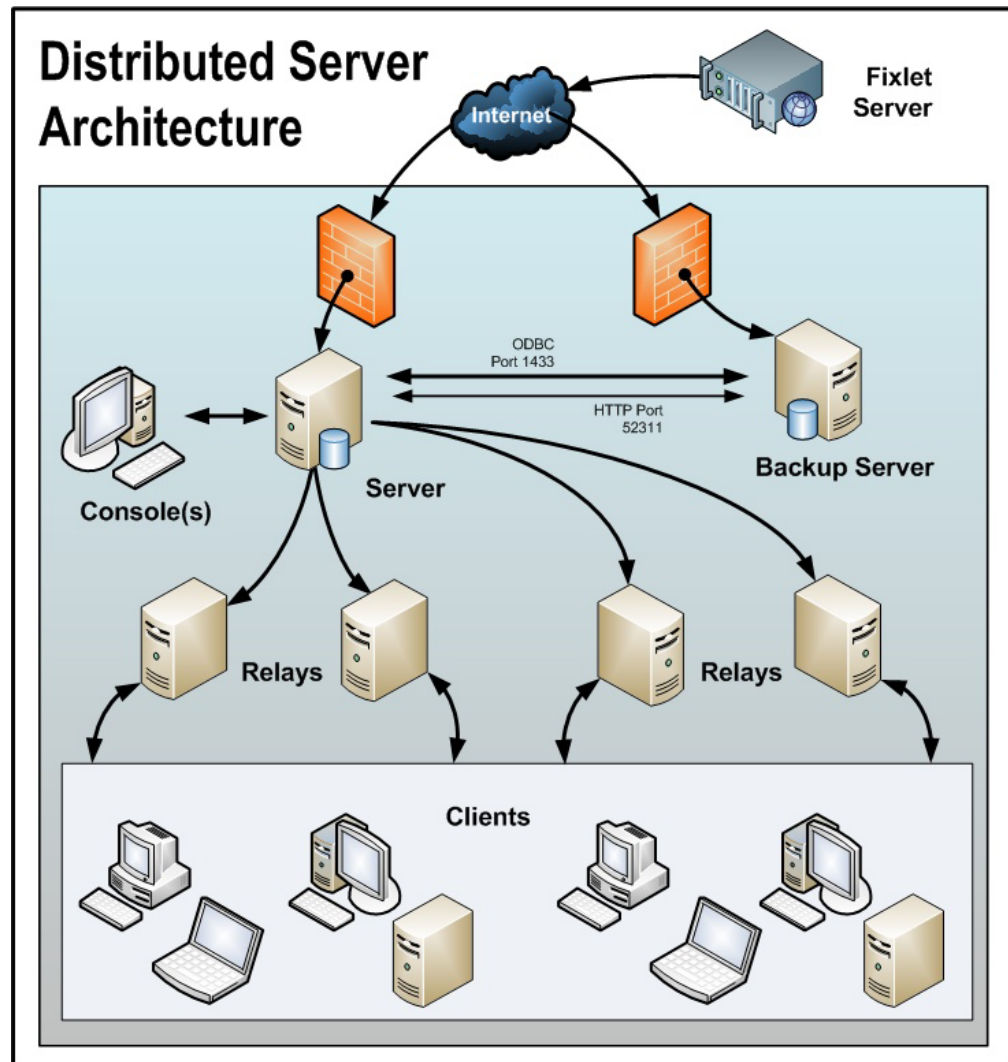 Distributed Server
Architecture
Internet
Fixlet
Server
ODBC
Port 1433
HTTP Port
52311
Console(s)
Server
Backup Server
Relays
Relays
Clients